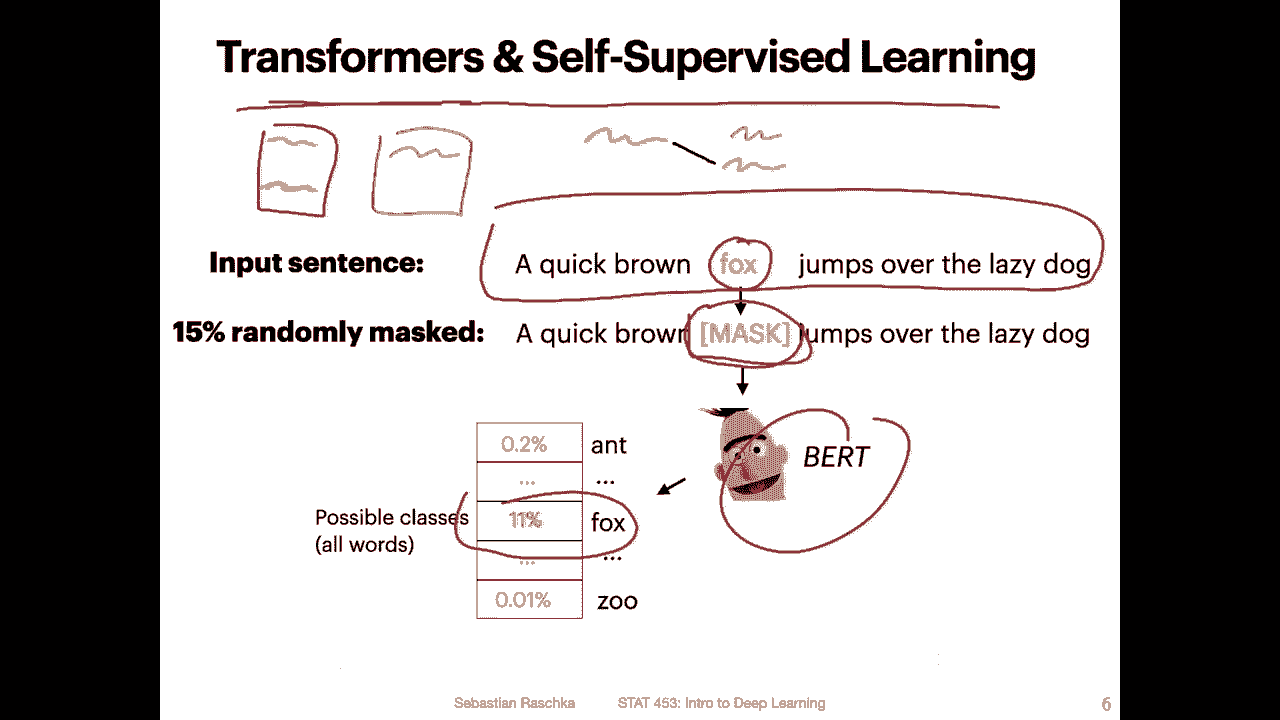 Transformers & Self-Supervised Learning
Input sentence: A quick brown fox jumps over the lazy dog
15% randomly masked: A quick brown [MASK] jumps over the lazy dog
BERT
0.2% ant
... ...
Possible classes 11% fox
(all words)
... ...
0.01% zoo
Sebastian Raschka STAT 453: Intro to Deep Learning 6